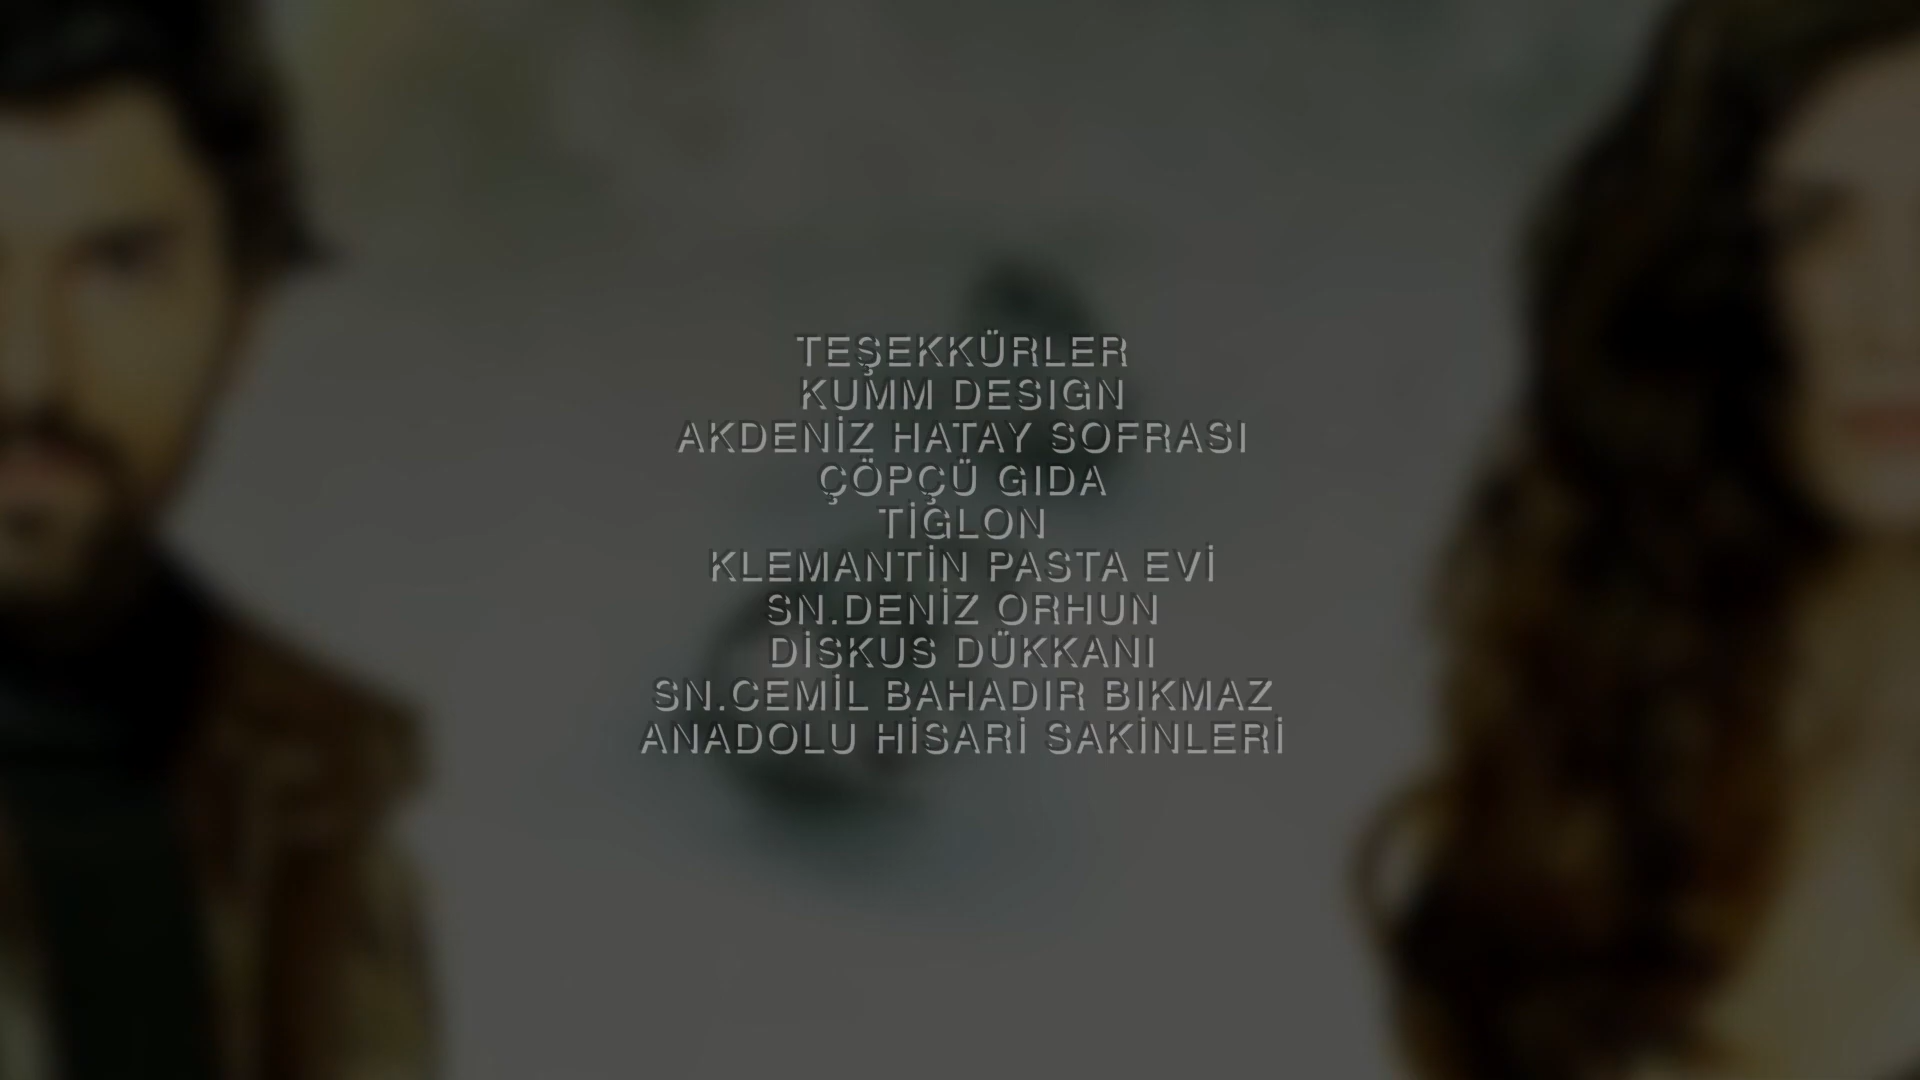 TEŞEKKÜRLER
KUMM DESIGN
AKDENİZ HATAY SOFRASI
ÇÖPÇÜ GIDA
TİGLON
KLEMANTİN PASTA EVİ
SN.DENİZ ORHUN
DİSKUS DÜKKANI
SN.CEMİL BAHADIR BIKMAZ
ANADOLU HİSARİ SAKİNLERİ